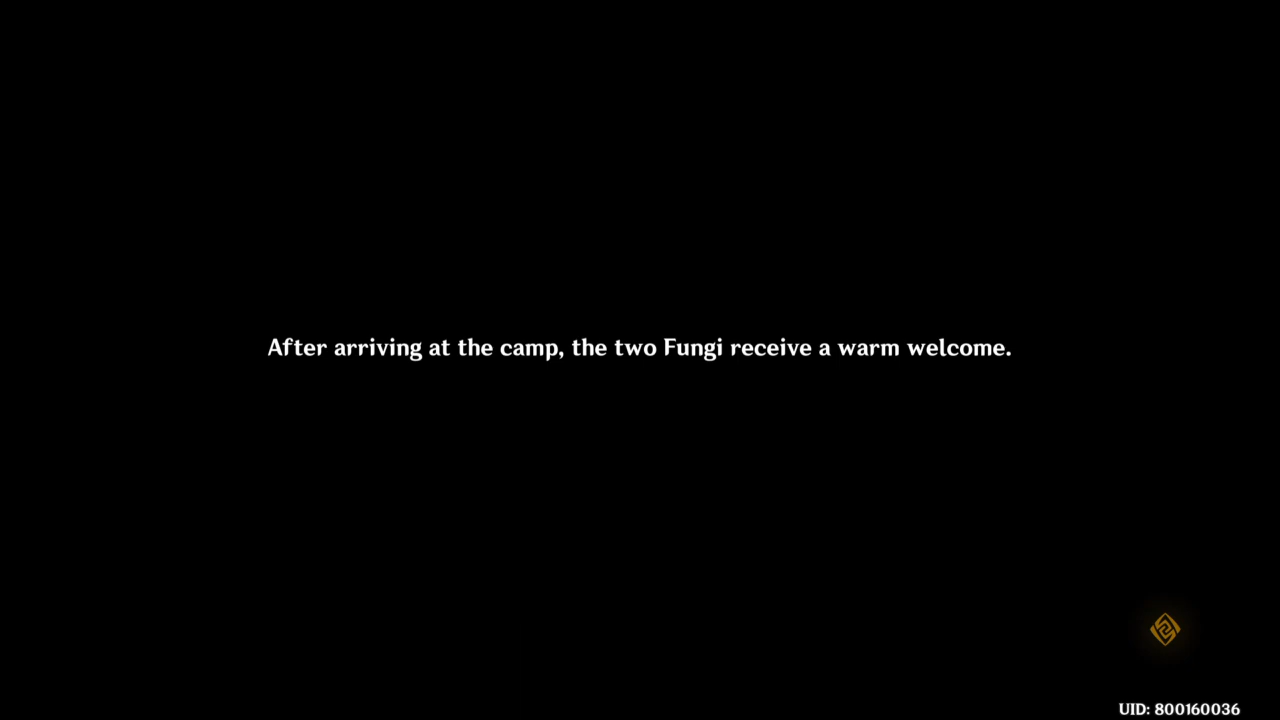 After arriving at the camp, the two Fungi receive a warm welcome.
UID: 800160036